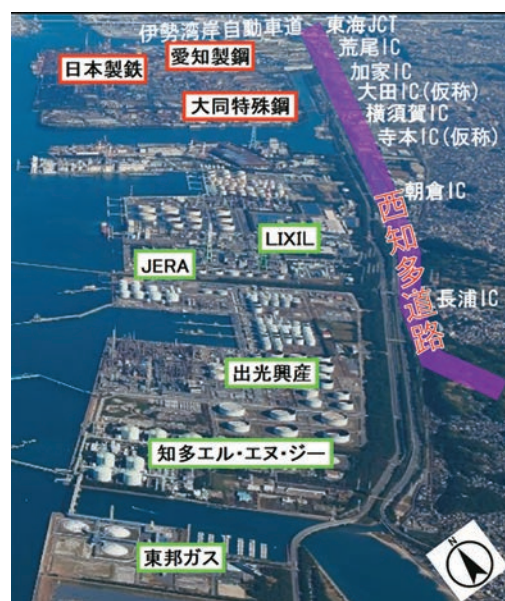 伊勢湾岸自動車道
東海JCT
荒尾IC
愛知製鋼
日本製鉄
加家IC
大田IC(仮称)
大同特殊鋼
横須賀IC
寺本IC(仮称)
朝倉IC
西知多道路
LIXIL
JERA
長浦IC
出光興産
知多エル・エヌ・ジー
東邦ガス
N